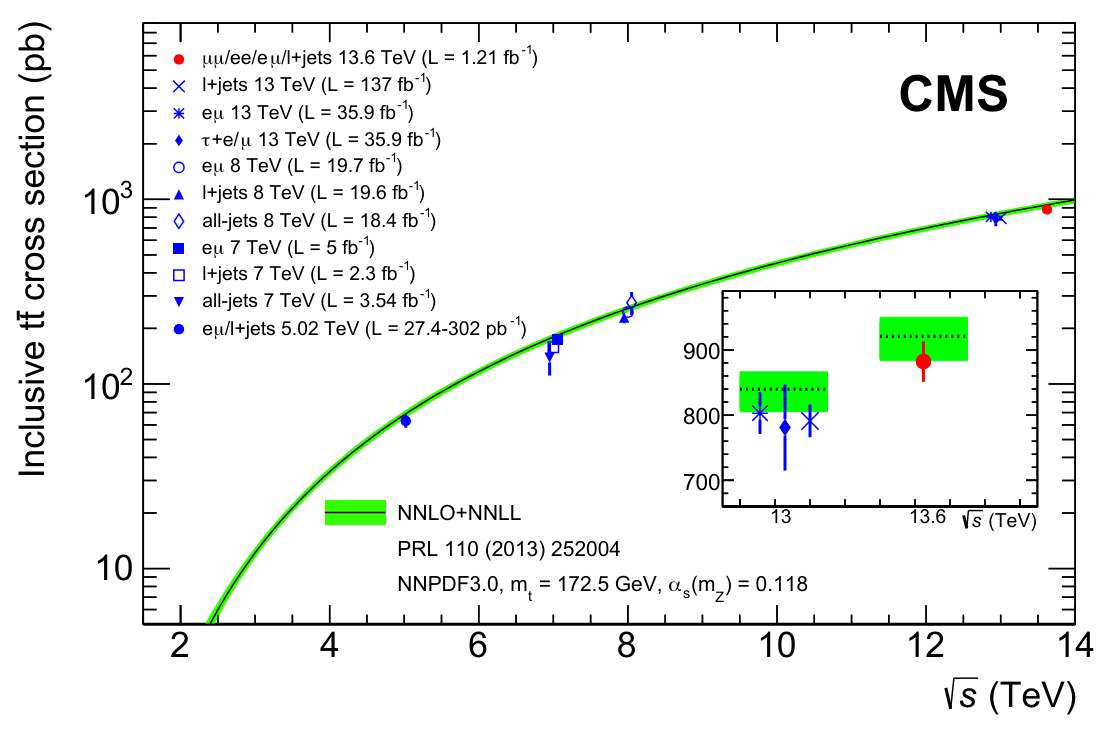 Inclusive tt̄ cross section (pb)
μμ/ee/eμ/l+jets 13.6 TeV (L = 1.21 fb⁻¹)
l+jets 13 TeV (L = 137 fb⁻¹)
eμ 13 TeV (L = 35.9 fb⁻¹)
τ+e/μ 13 TeV (L = 35.9 fb⁻¹)
eμ 8 TeV (L = 19.7 fb⁻¹)
l+jets 8 TeV (L = 19.6 fb⁻¹)
all-jets 8 TeV (L = 18.4 fb⁻¹)
eμ 7 TeV (L = 5 fb⁻¹)
l+jets 7 TeV (L = 2.3 fb⁻¹)
all-jets 7 TeV (L = 3.54 fb⁻¹)
eμ/l+jets 5.02 TeV (L = 27.4-302 pb⁻¹)
CMS
10³
10²
10
900
800
700
13 13.6 √s (TeV)
NNLO+NNLL
PRL 110 (2013) 252004
NNPDF3.0, mₜ = 172.5 GeV, αₛ(m_Z) = 0.118
2 4 6 8 10 12 14
√s (TeV)